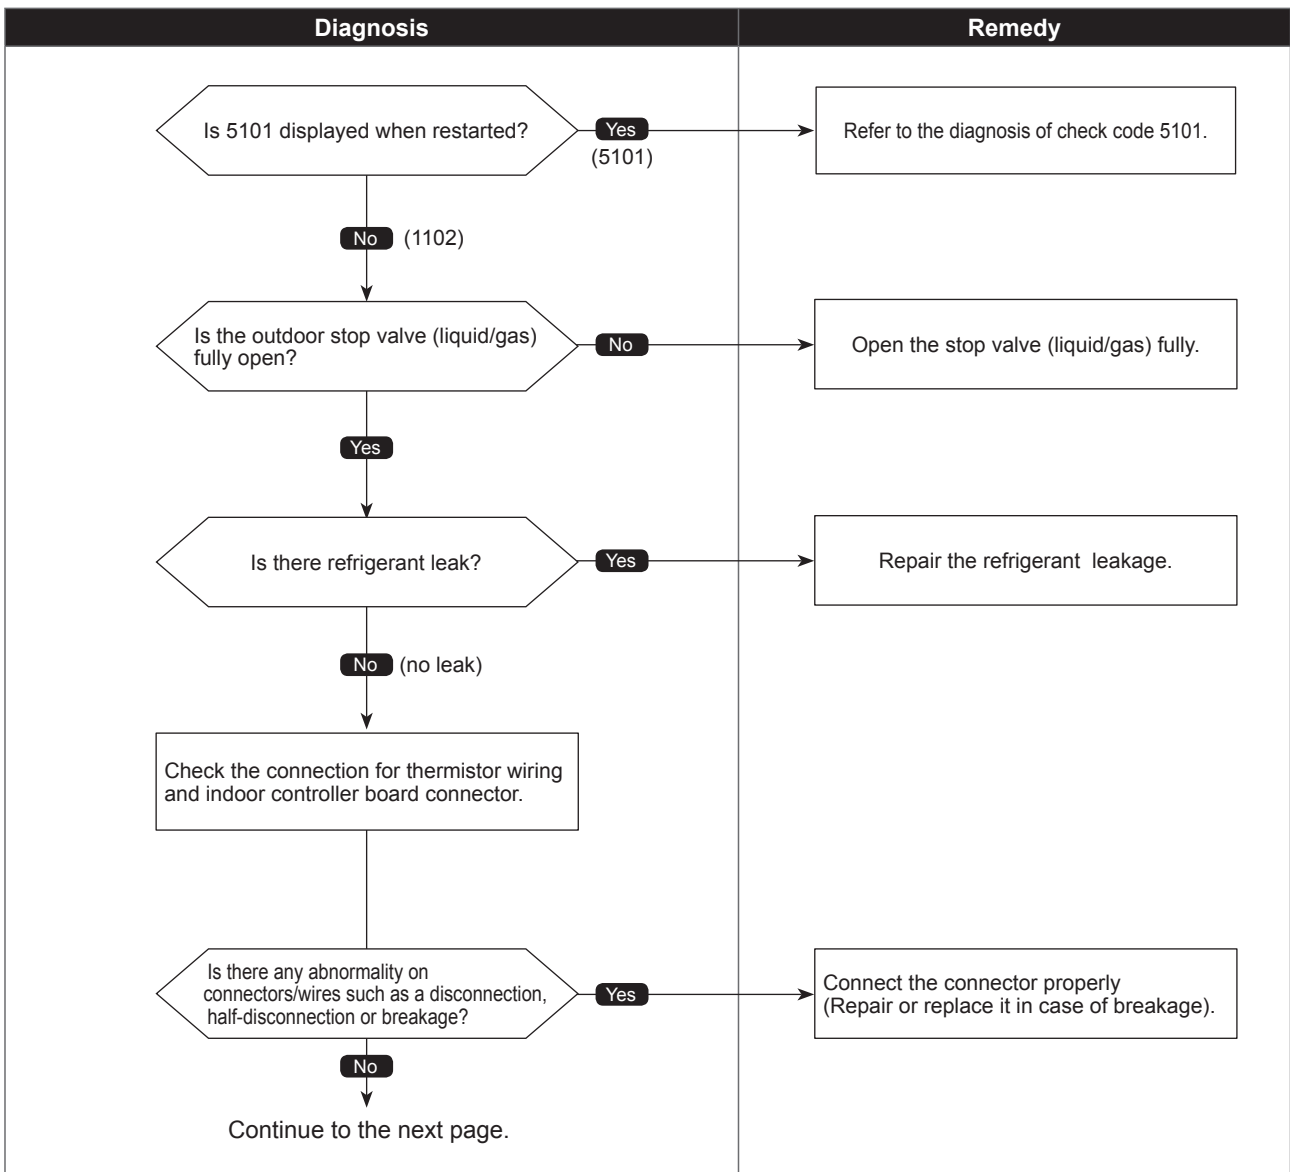 Diagnosis
Remedy
Is 5101 displayed when restarted?
Yes
(5101)
Refer to the diagnosis of check code 5101.
No (1102)
Is the outdoor stop valve (liquid/gas)
fully open?
No
Open the stop valve (liquid/gas) fully.
Yes
Is there refrigerant leak?
Yes
Repair the refrigerant leakage.
No (no leak)
Check the connection for thermistor wiring
and indoor controller board connector.
Is there any abnormality on
connectors/wires such as a disconnection,
half-disconnection or breakage?
Yes
Connect the connector properly
(Repair or replace it in case of breakage).
No
Continue to the next page.